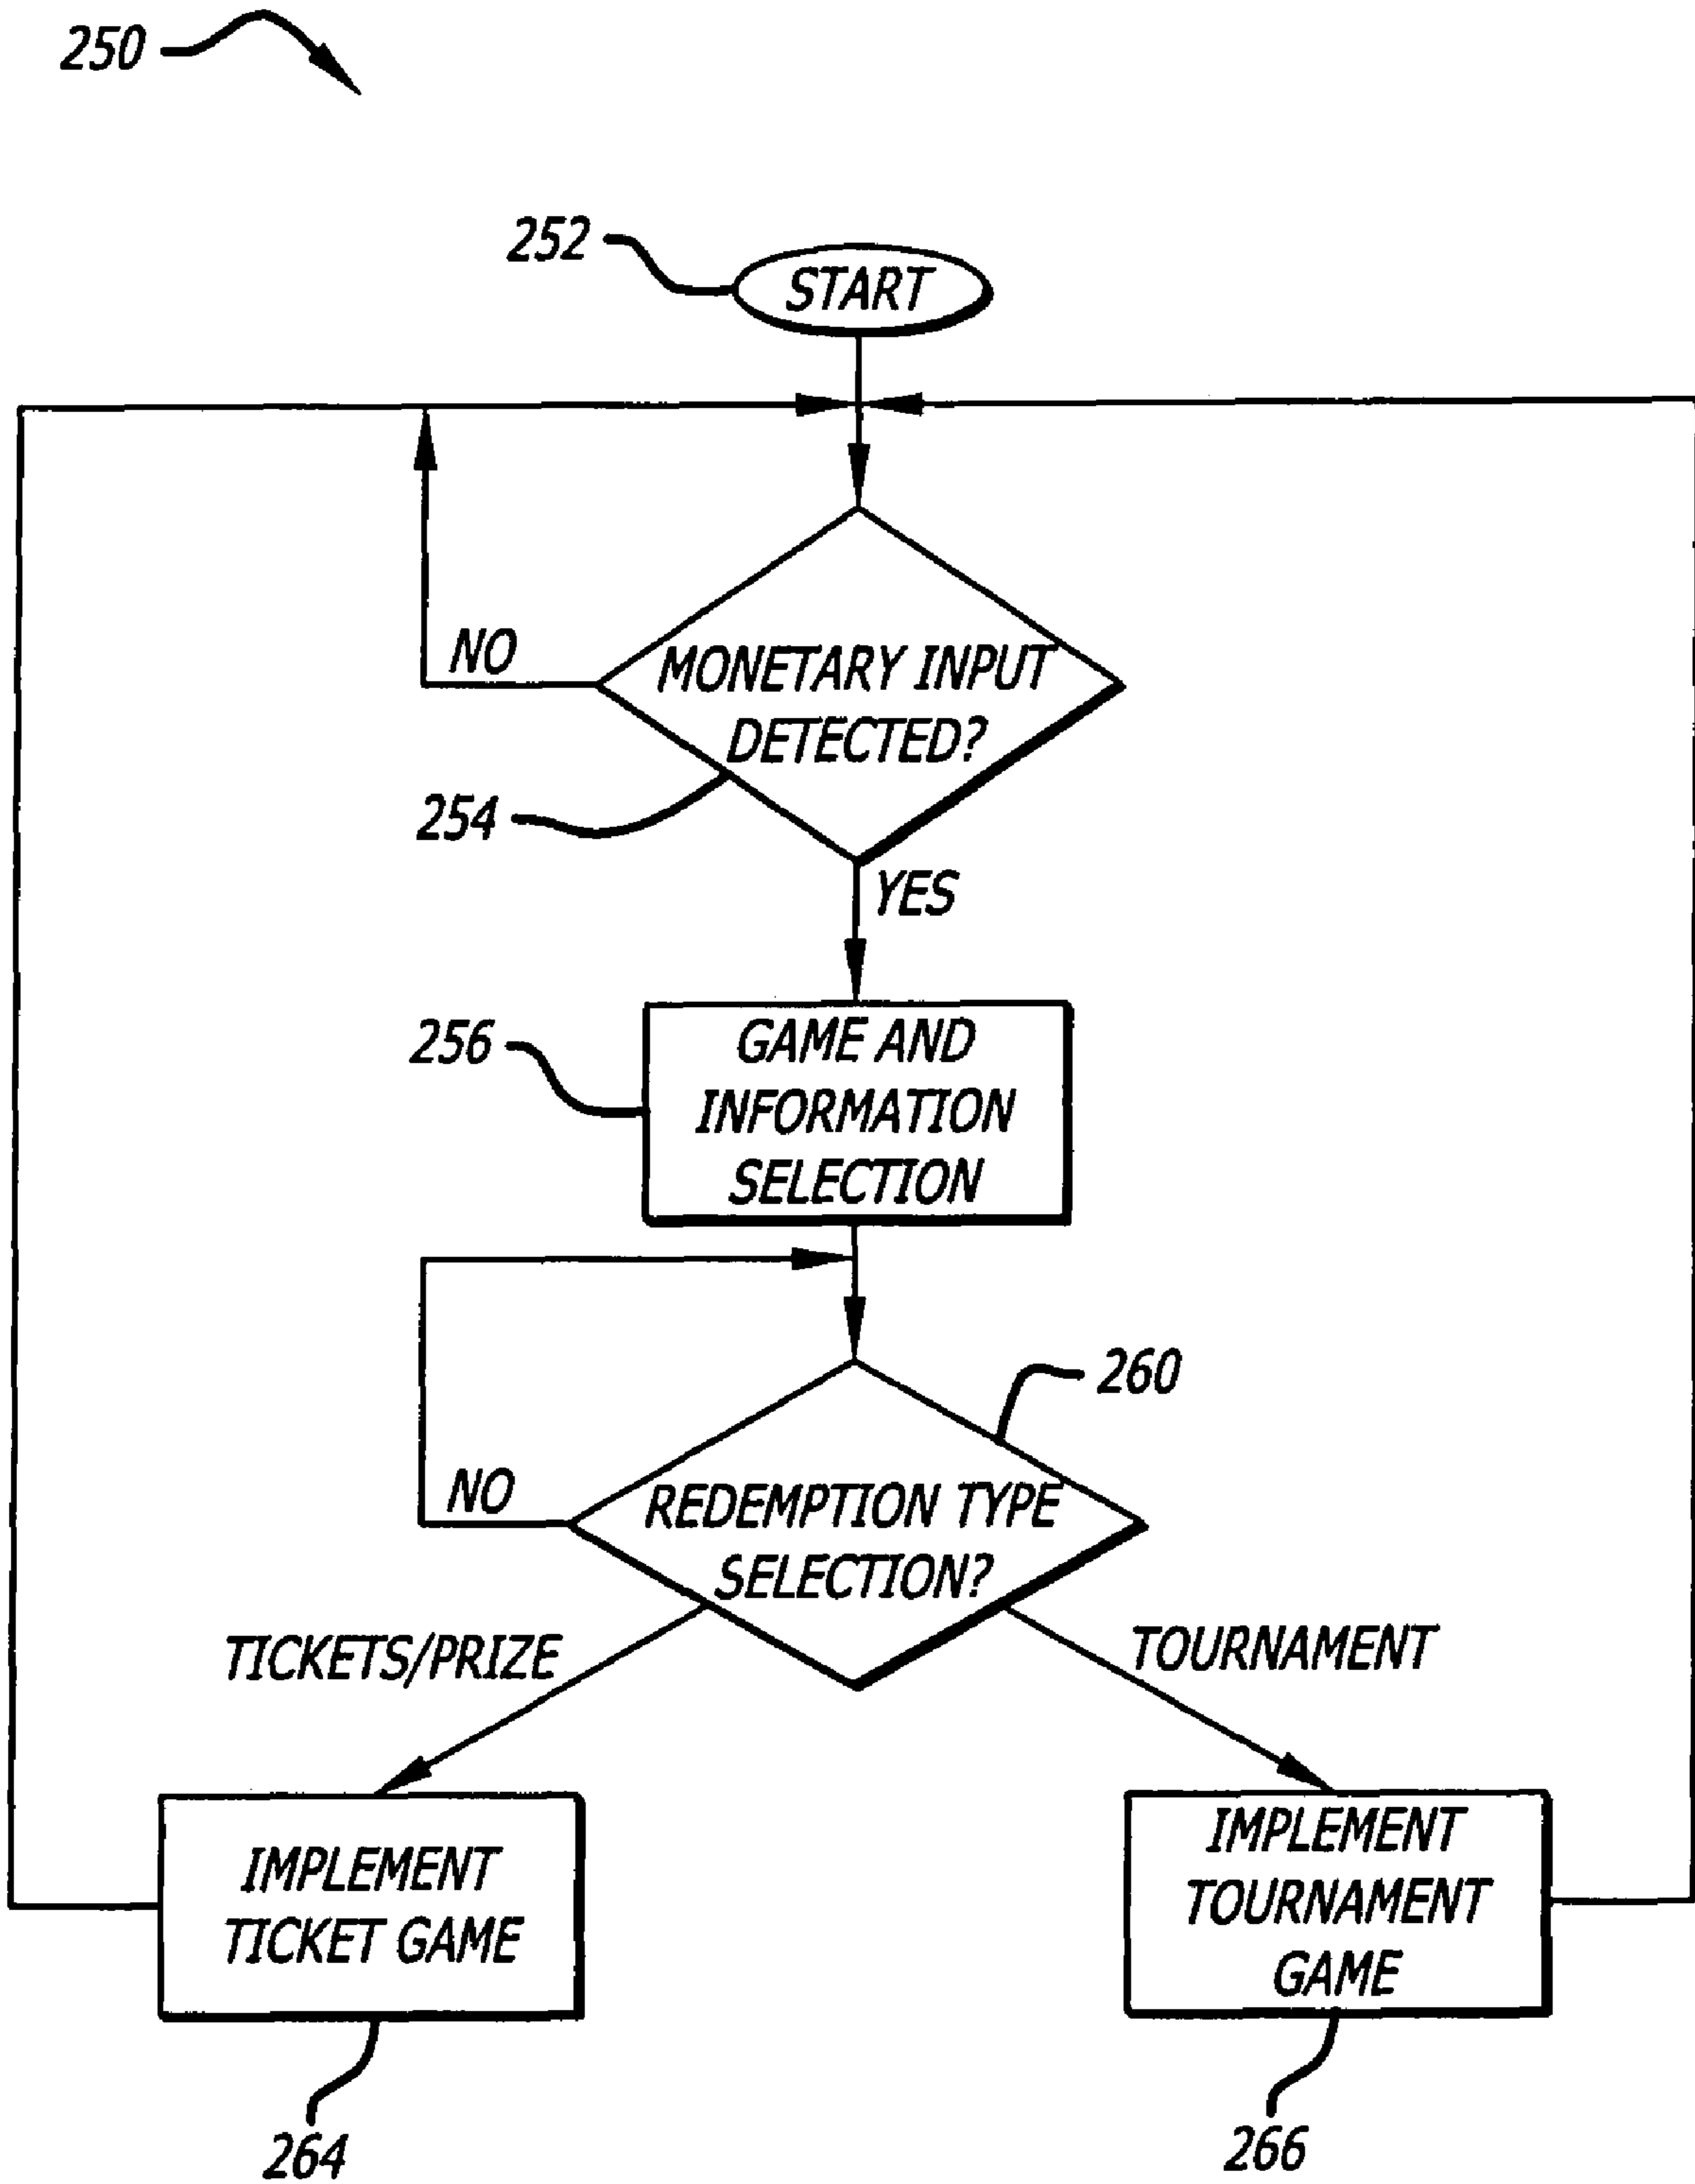 250
252
START
NO
MONETARY INPUT
DETECTED?
254
YES
256
GAME AND
INFORMATION
SELECTION
260
NO
REDEMPTION TYPE
SELECTION?
TICKETS/PRIZE
TOURNAMENT
IMPLEMENT
TICKET GAME
IMPLEMENT
TOURNAMENT
GAME
264
266